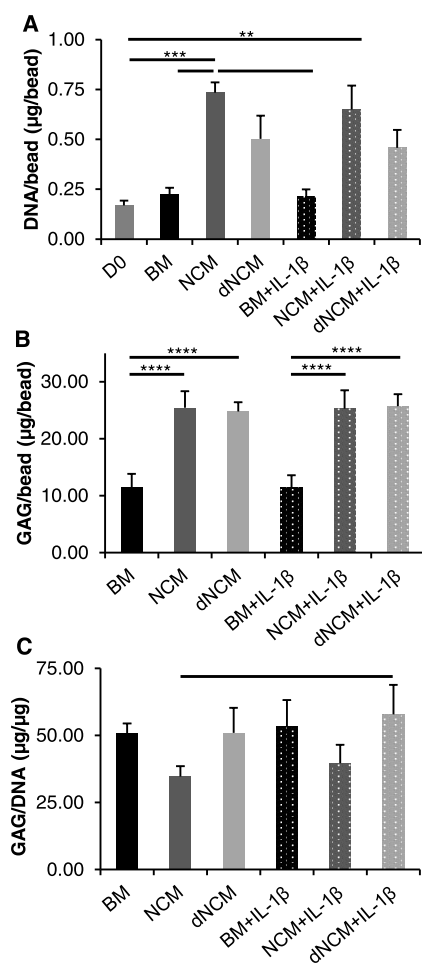 A
DNA/bead (µg/bead)
1.00
0.75
0.50
0.25
0.00
**
***
D0
BM
NCM
dNCM
BM+IL-1β
NCM+IL-1β
dNCM+IL-1β
B
GAG/bead (µg/bead)
30.00
20.00
10.00
0.00
****
****
****
****
BM
NCM
dNCM
BM+IL-1β
NCM+IL-1β
dNCM+IL-1β
C
GAG/DNA (µg/µg)
75.00
50.00
25.00
0.00
BM
NCM
dNCM
BM+IL-1β
NCM+IL-1β
dNCM+IL-1β